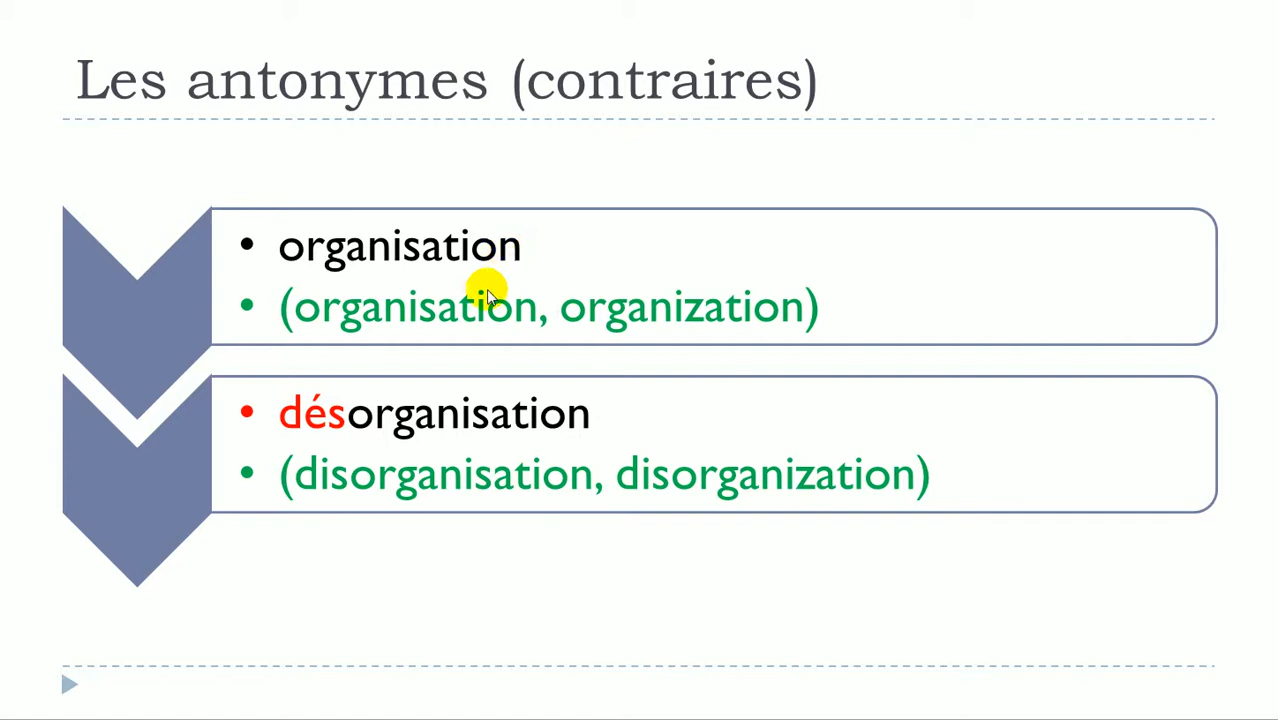 Les antonymes (contraires)
• organisation
• (organisation, organization)
• désorganisation
• (disorganisation, disorganization)